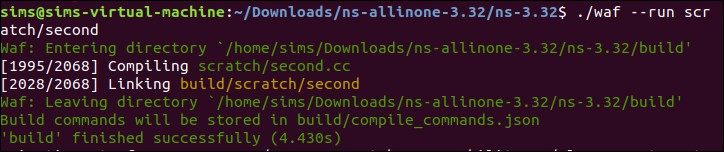 sims@sims-virtual-machine:~/Downloads/ns-allinone-3.32/ns-3.32$ ./waf --run scr
atch/second
Waf: Entering directory `/home/sims/Downloads/ns-allinone-3.32/ns-3.32/build'
[1995/2068] Compiling scratch/second.cc
[2028/2068] Linking build/scratch/second
Waf: Leaving directory `/home/sims/Downloads/ns-allinone-3.32/ns-3.32/build'
Build commands will be stored in build/compile_commands.json
'build' finished successfully (4.430s)